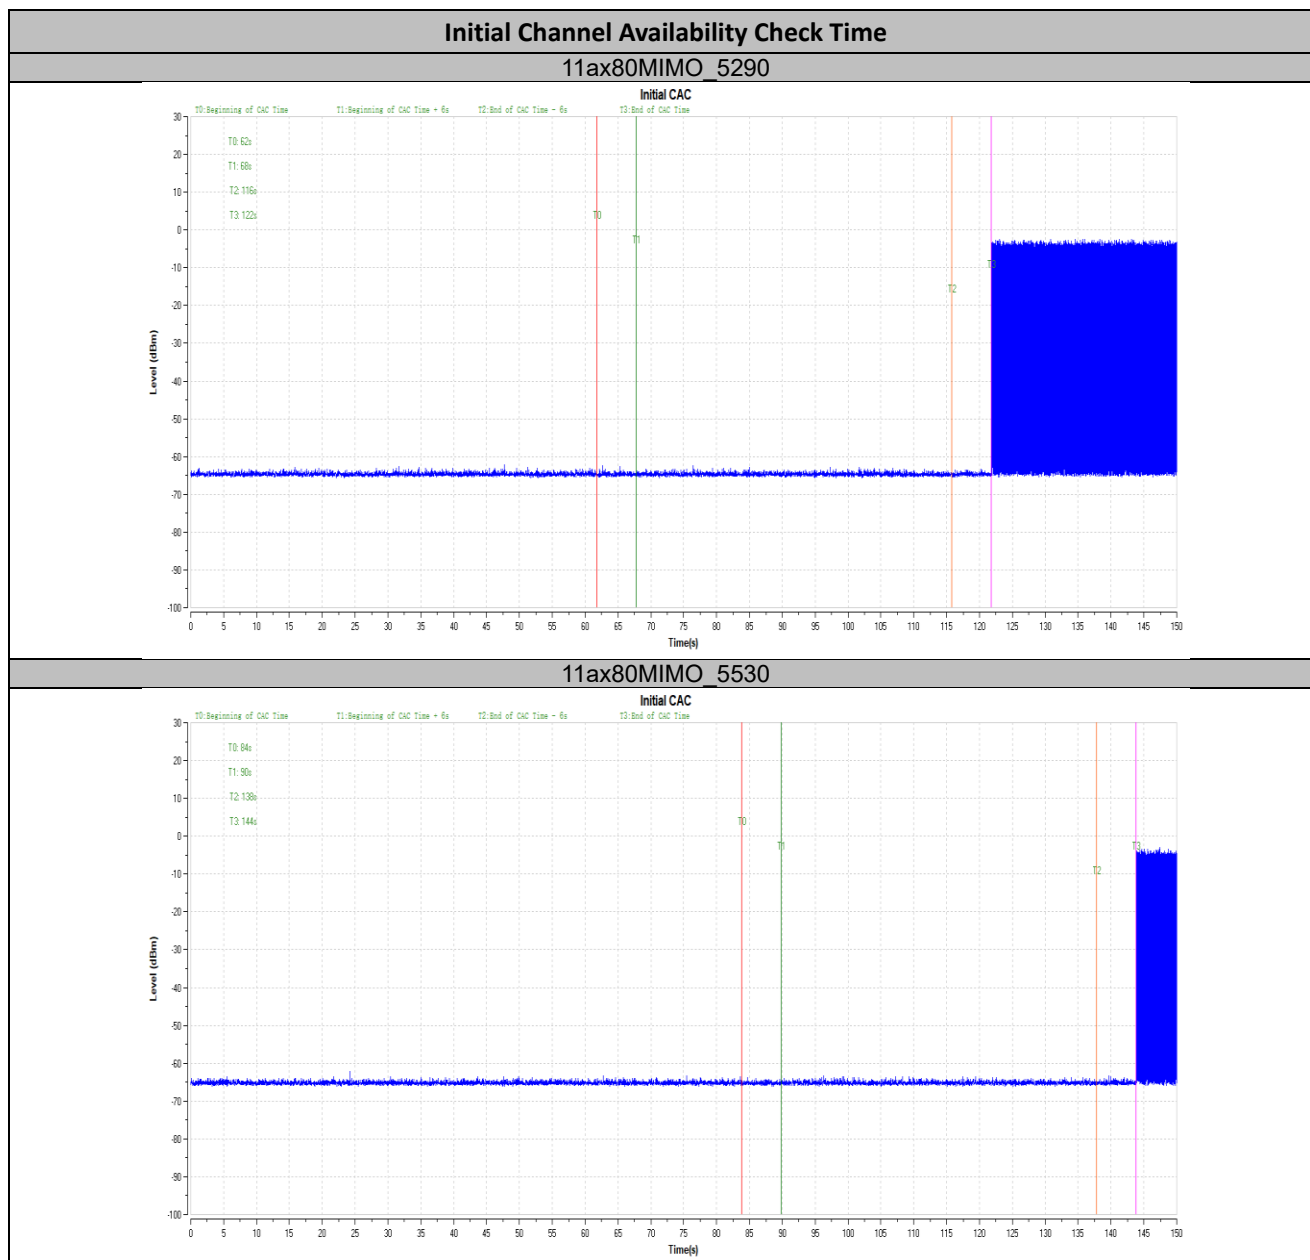 Initial Channel Availability Check Time
11ax80MIMO_5290
Initial CAC
T0:Beginning of CAC Time T1:Beginning of CAC Time + 6s T2:End of CAC Time - 6s T3:End of CAC Time
30
T0: 62s
20
T1: 68s
10
T2: 116s
T3: 122s
T0
0
T1
-10
T3
T2
-20
-30
Level (dBm)
-40
-50
-60
-70
-80
-90
-100
0 5 10 15 20 25 30 35 40 45 50 55 60 65 70 75 80 85 90 95 100 105 110 115 120 125 130 135 140 145 150
Time(s)
11ax80MIMO_5530
Initial CAC
T0:Beginning of CAC Time T1:Beginning of CAC Time + 6s T2:End of CAC Time - 6s T3:End of CAC Time
30
T0: 84s
20
T1: 90s
10
T2: 138s
T3: 144s
T0
0
T1
T3
-10
T2
-20
-30
Level (dBm)
-40
-50
-60
-70
-80
-90
-100
0 5 10 15 20 25 30 35 40 45 50 55 60 65 70 75 80 85 90 95 100 105 110 115 120 125 130 135 140 145 150
Time(s)